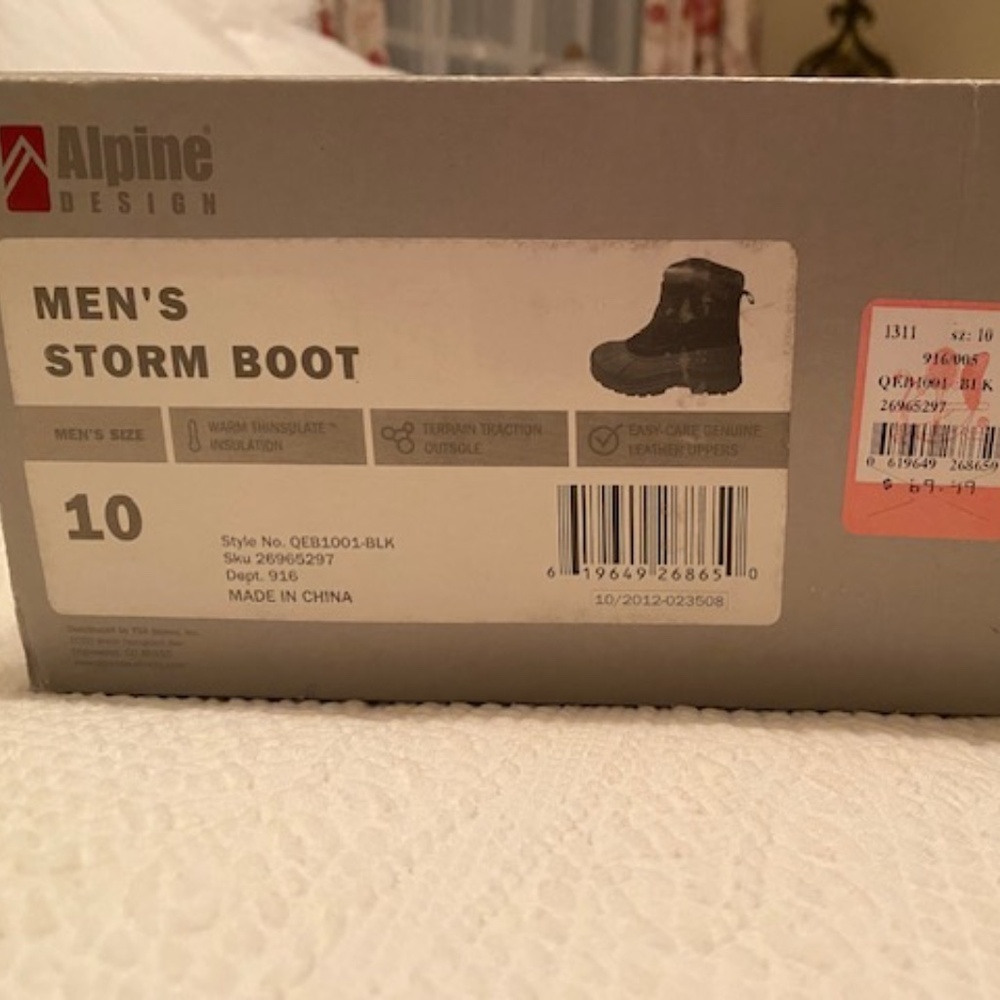 Alpine®
DESIGN
MEN'S
STORM BOOT
MEN'S SIZE
WARM THINSULATE™
INSULATION
TERRAIN TRACTION
OUTSOLE
EASY-CARE GENUINE
LEATHER UPPERS
10
Style No. QEB1001-BLK
Sku 26965297
Dept. 916
MADE IN CHINA
6 19649 26865 0
10/2012-023508
1311 sz: 10
916/005
QEB1001 BLK
26965297
0 619649 268650
$ 69.99